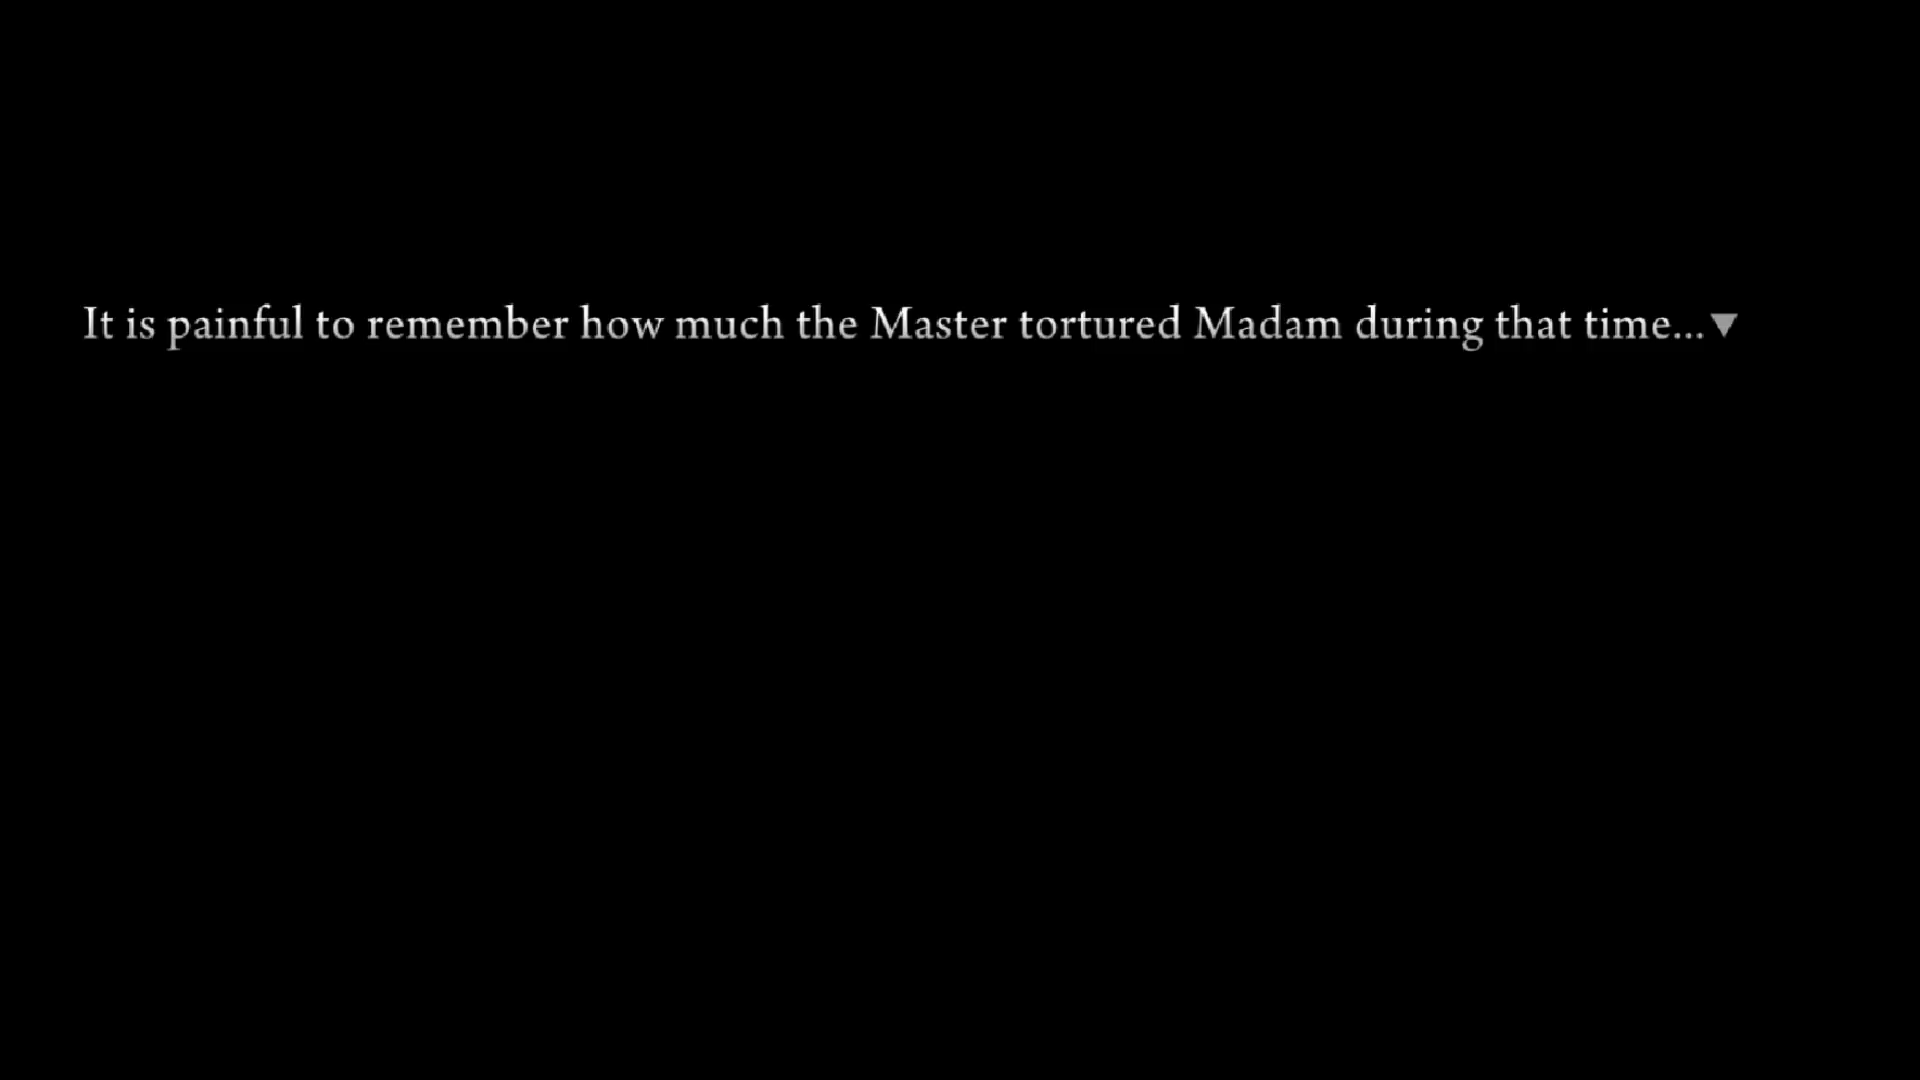 It is painful to remember how much the Master tortured Madam during that time...▼